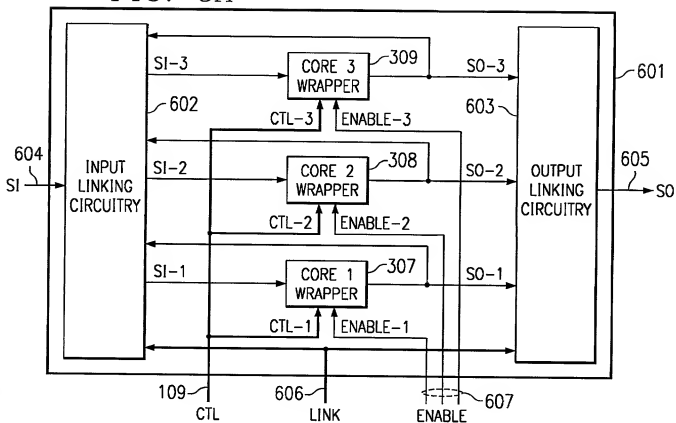 SI-3
CORE 3
WRAPPER
309
SO-3
601
602
603
CTL-3
ENABLE-3
604
SI
INPUT
LINKING
CIRCUITRY
SI-2
CORE 2
WRAPPER
308
SO-2
OUTPUT
LINKING
CIRCUITRY
605
SO
CTL-2
ENABLE-2
SI-1
CORE 1
WRAPPER
307
SO-1
CTL-1
ENABLE-1
109
606
607
CTL
LINK
ENABLE